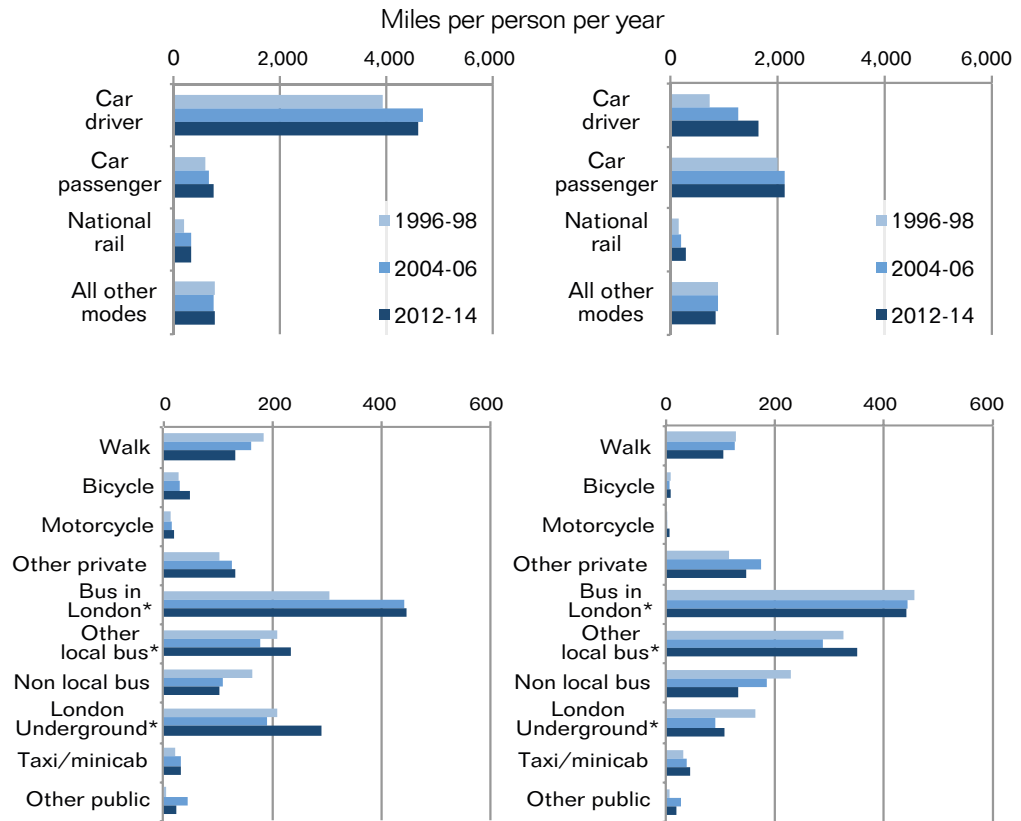 Miles per person per year
0 2,000 4,000 6,000
Car
driver
Car
passenger
National
rail
All other
modes
1996-98
2004-06
2012-14
0 2,000 4,000 6,000
Car
driver
Car
passenger
National
rail
All other
modes
1996-98
2004-06
2012-14
0 200 400 600
Walk
Bicycle
Motorcycle
Other private
Bus in
London*
Other
local bus*
Non local bus
London
Underground*
Taxi/minicab
Other public
0 200 400 600
Walk
Bicycle
Motorcycle
Other private
Bus in
London*
Other
local bus*
Non local bus
London
Underground*
Taxi/minicab
Other public